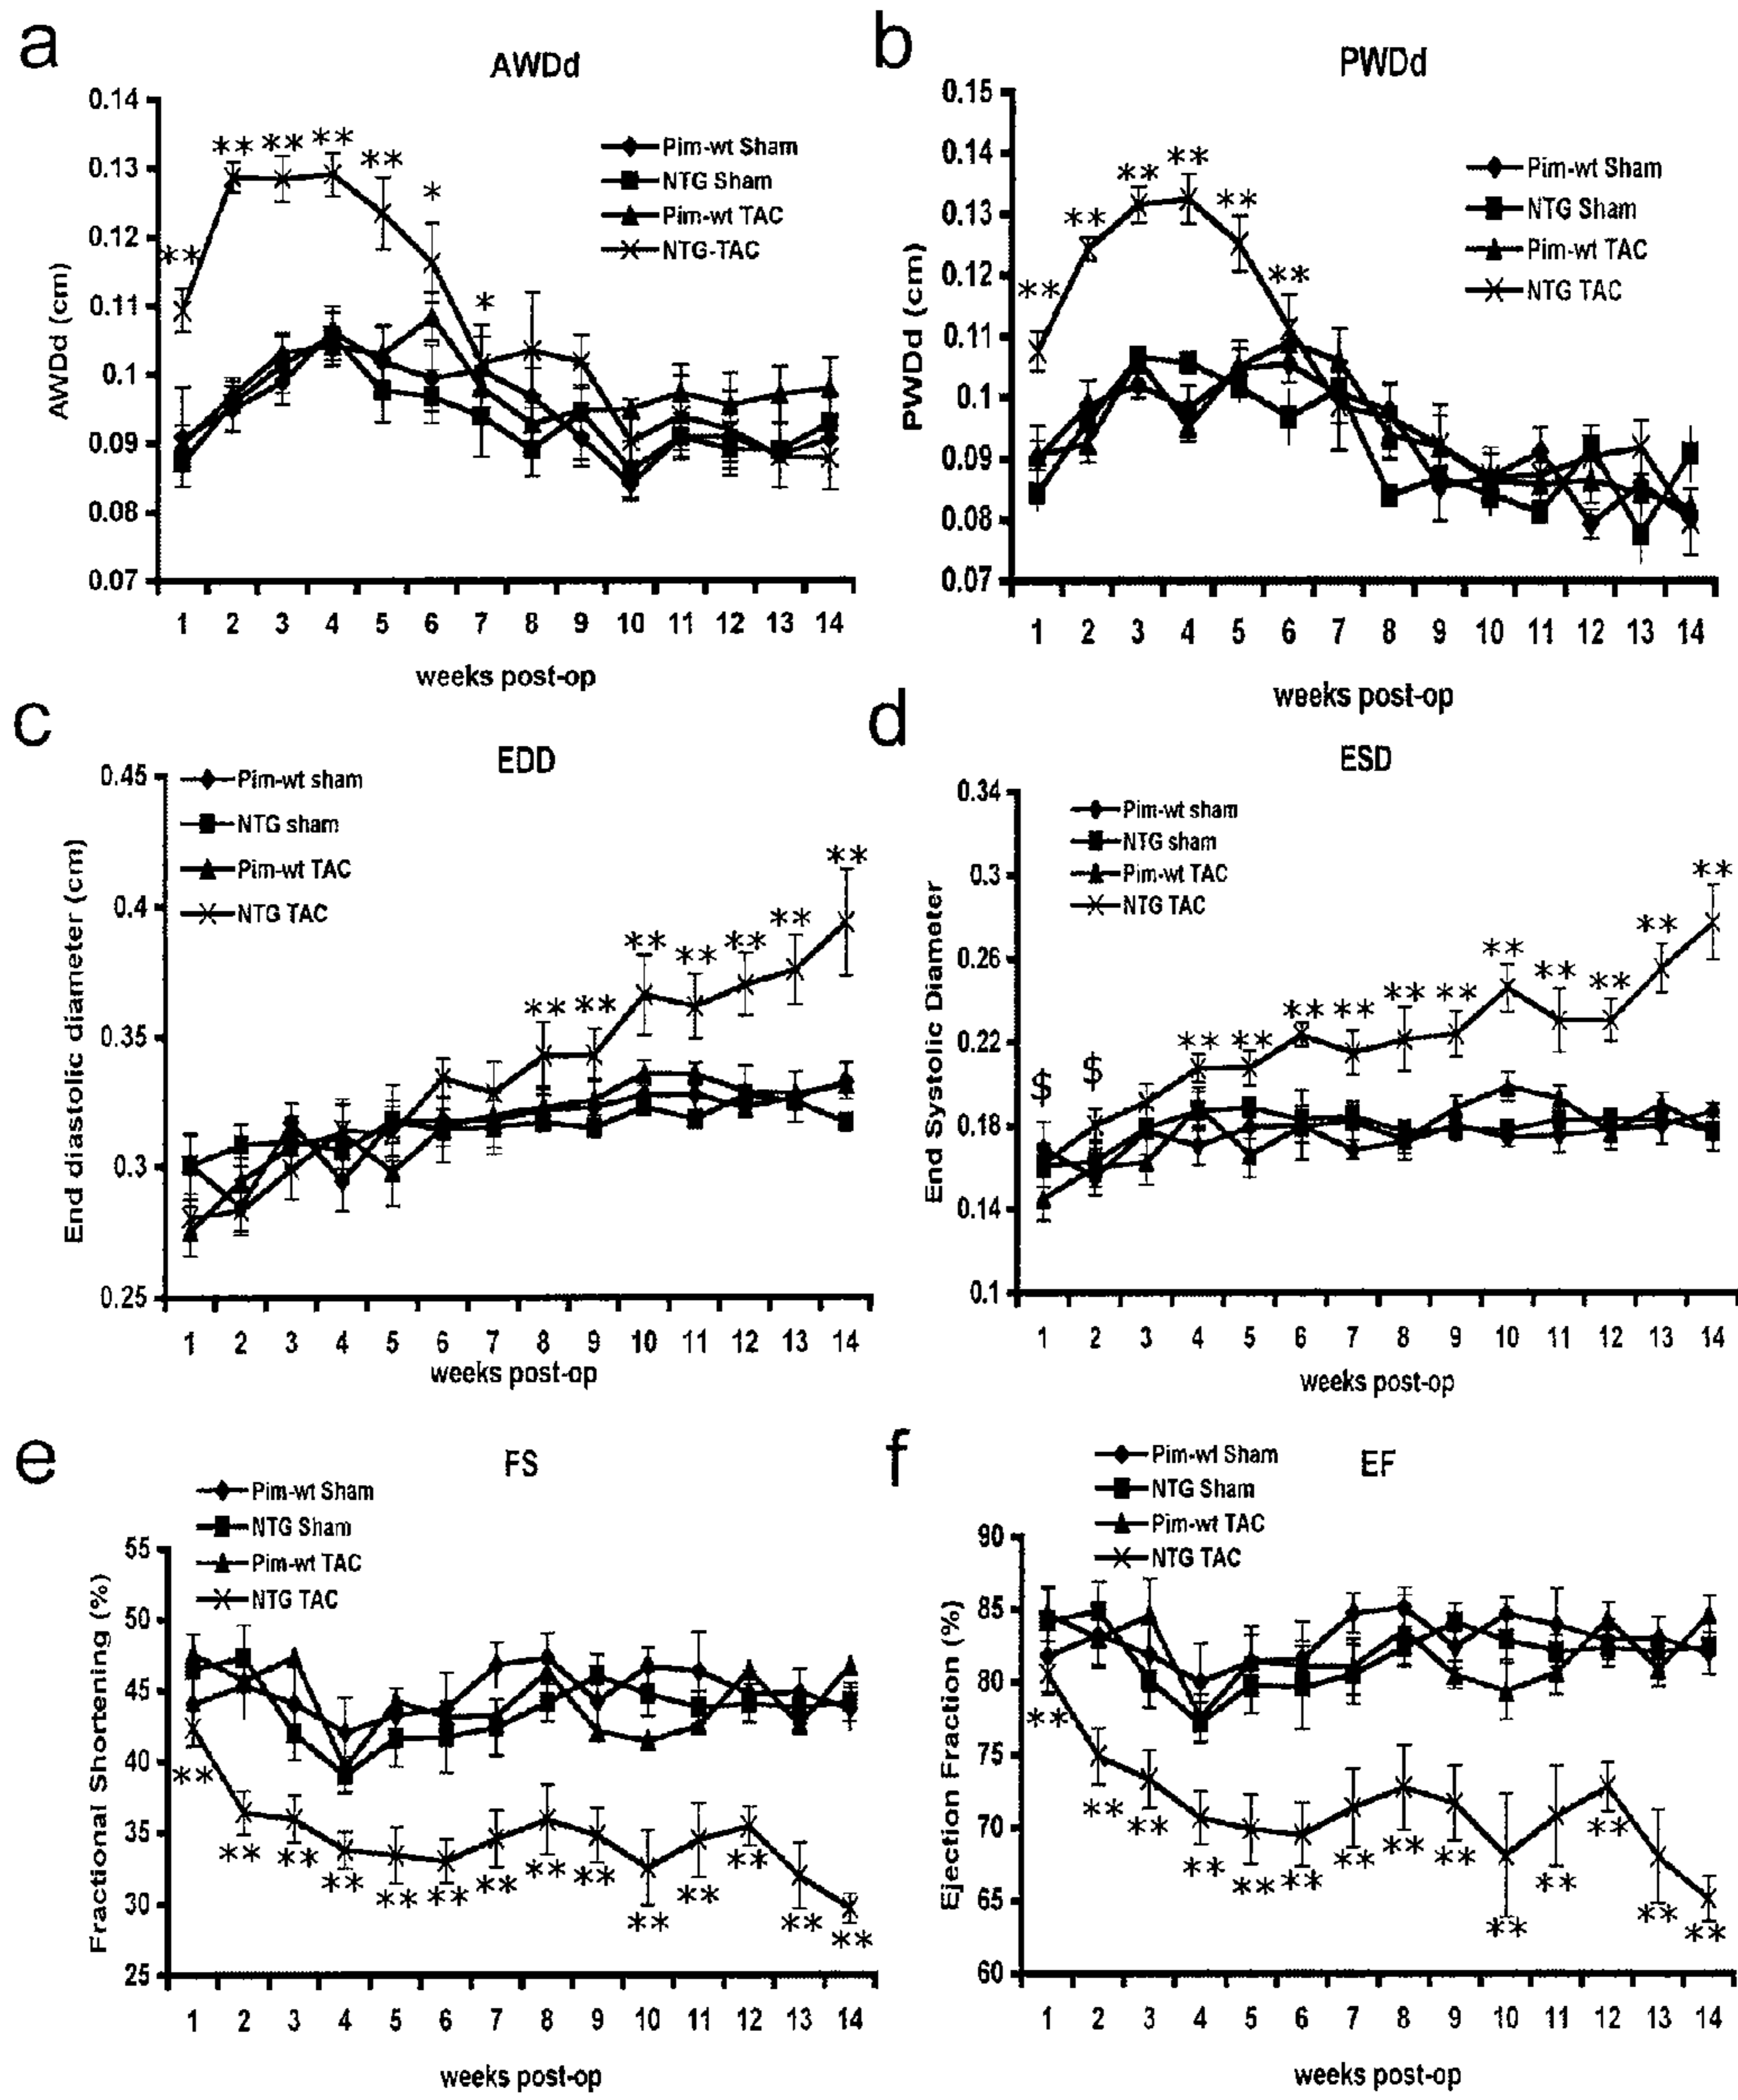 a
AWDd
0.14
0.13
0.12
0.11
0.1
0.09
0.08
0.07
AWDd (cm)
** ** ** ** ** * *
Pim-wt Sham
NTG Sham
Pim-wt TAC
NTG-TAC
1 2 3 4 5 6 7 8 9 10 11 12 13 14
weeks post-op
b
PWDd
0.15
0.14
0.13
0.12
0.11
0.1
0.09
0.08
0.07
PWDd (cm)
** ** ** ** ** **
Pim-wt Sham
NTG Sham
Pim-wt TAC
NTG TAC
1 2 3 4 5 6 7 8 9 10 11 12 13 14
weeks post-op
c
EDD
0.45
0.4
0.35
0.3
0.25
End diastolic diameter (cm)
Pim-wt sham
NTG sham
Pim-wt TAC
NTG TAC
** ** ** ** ** ** **
1 2 3 4 5 6 7 8 9 10 11 12 13 14
weeks post-op
d
ESD
0.34
0.3
0.26
0.22
0.18
0.14
0.1
End Systolic Diameter
Pim-wt sham
NTG sham
Pim-wt TAC
NTG TAC
$ $ ** ** ** ** ** ** ** ** ** ** **
1 2 3 4 5 6 7 8 9 10 11 12 13 14
weeks post-op
e
FS
Pim-wt Sham
NTG Sham
Pim-wt TAC
NTG TAC
55
50
45
40
35
30
25
Fractional Shortening (%)
** ** ** ** ** ** ** ** ** ** ** ** ** **
1 2 3 4 5 6 7 8 9 10 11 12 13 14
weeks post-op
f
EF
Pim-wt Sham
NTG Sham
Pim-wt TAC
NTG TAC
90
85
80
75
70
65
60
Ejection Fraction (%)
** ** ** ** ** ** ** ** ** ** ** ** ** **
1 2 3 4 5 6 7 8 9 10 11 12 13 14
weeks post-op